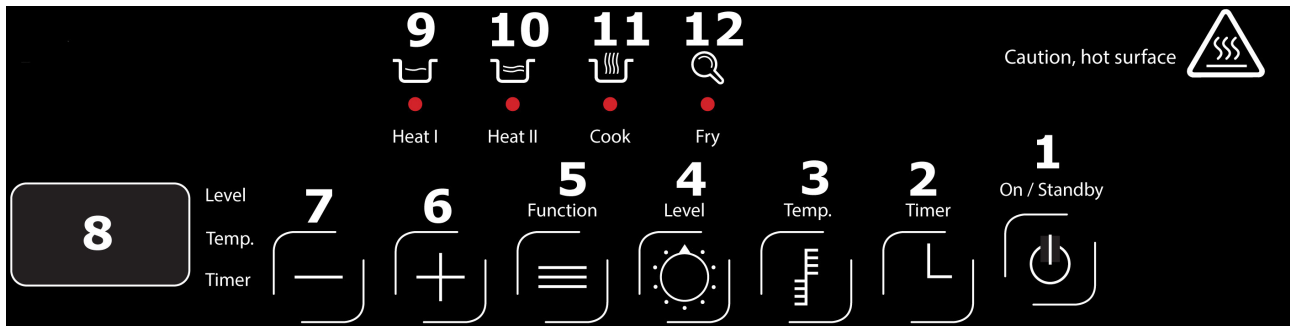 9 10 11 12
Caution, hot surface
Heat I Heat II Cook Fry
1
On / Standby
5 4 3 2
Function Level Temp. Timer
7 6
8
Level
Temp.
Timer